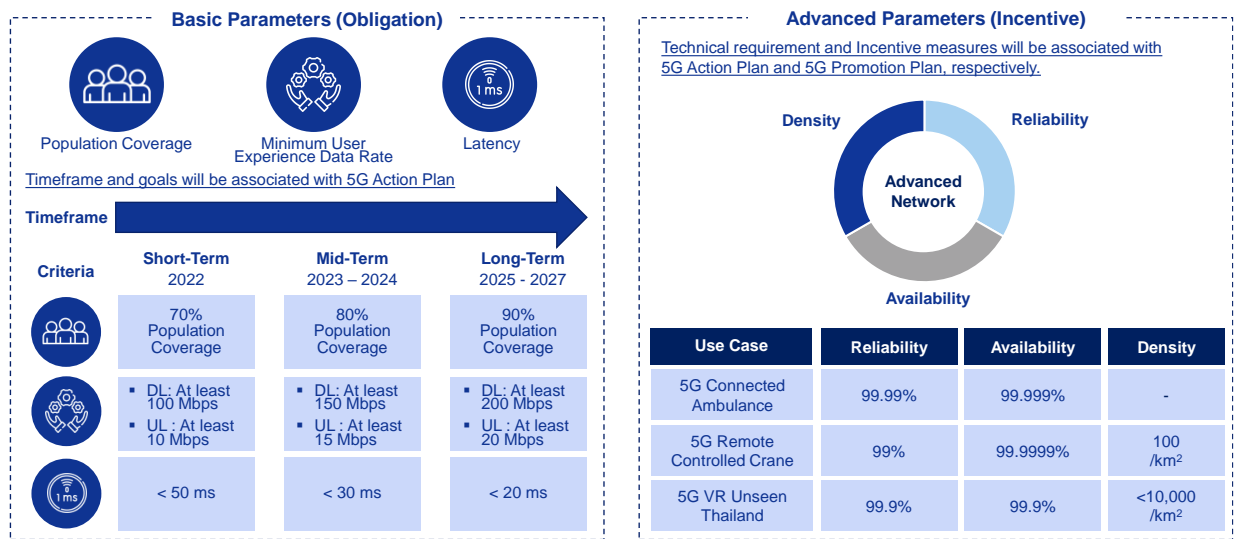 Basic Parameters (Obligation)
1 ms
Population Coverage
Minimum User
Experience Data Rate
Latency
Timeframe and goals will be associated with 5G Action Plan
Timeframe
Criteria
Short-Term
2022
Mid-Term
2023 – 2024
Long-Term
2025 - 2027
70%
Population
Coverage
80%
Population
Coverage
90%
Population
Coverage
▪ DL: At least
100 Mbps
▪ UL : At least
10 Mbps
▪ DL: At least
150 Mbps
▪ UL : At least
15 Mbps
▪ DL: At least
200 Mbps
▪ UL : At least
20 Mbps
1 ms
< 50 ms
< 30 ms
< 20 ms
Advanced Parameters (Incentive)
Technical requirement and Incentive measures will be associated with
5G Action Plan and 5G Promotion Plan, respectively.
Density
Reliability
Advanced
Network
Availability
Use Case
Reliability
Availability
Density
5G Connected
Ambulance
99.99%
99.999%
-
5G Remote
Controlled Crane
99%
99.9999%
100
/km²
5G VR Unseen
Thailand
99.9%
99.9%
<10,000
/km²